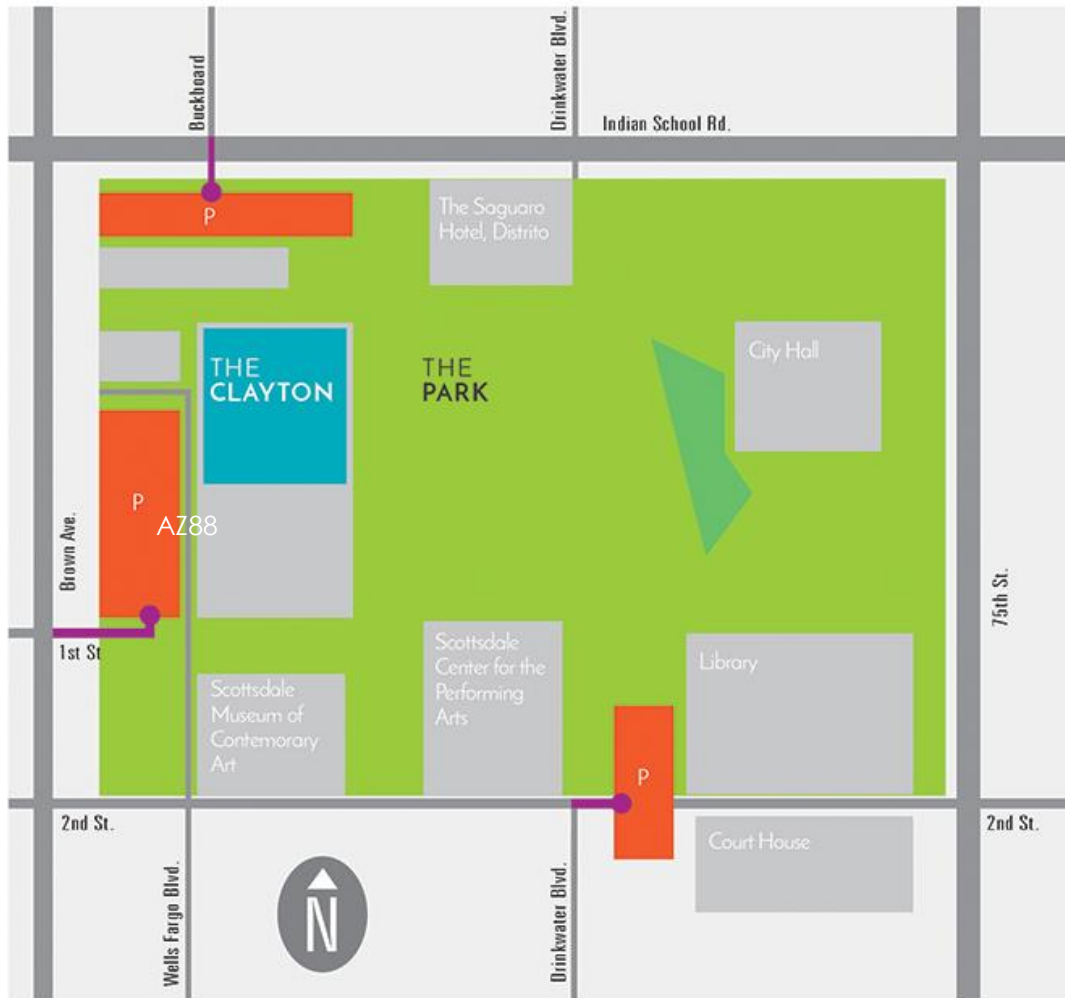 Buckboard
Drinkwater Blvd.
Indian School Rd.
P
The Saguaro
Hotel, Distrito
THE
CLAYTON
THE
PARK
City Hall
P
AZ88
Brown Ave.
75th St.
1st St
Scottsdale
Museum of
Contemorary
Art
Scottsdale
Center for the
Performing
Arts
Library
P
2nd St.
2nd St.
Court House
Wells Fargo Blvd.
N
Drinkwater Blvd.